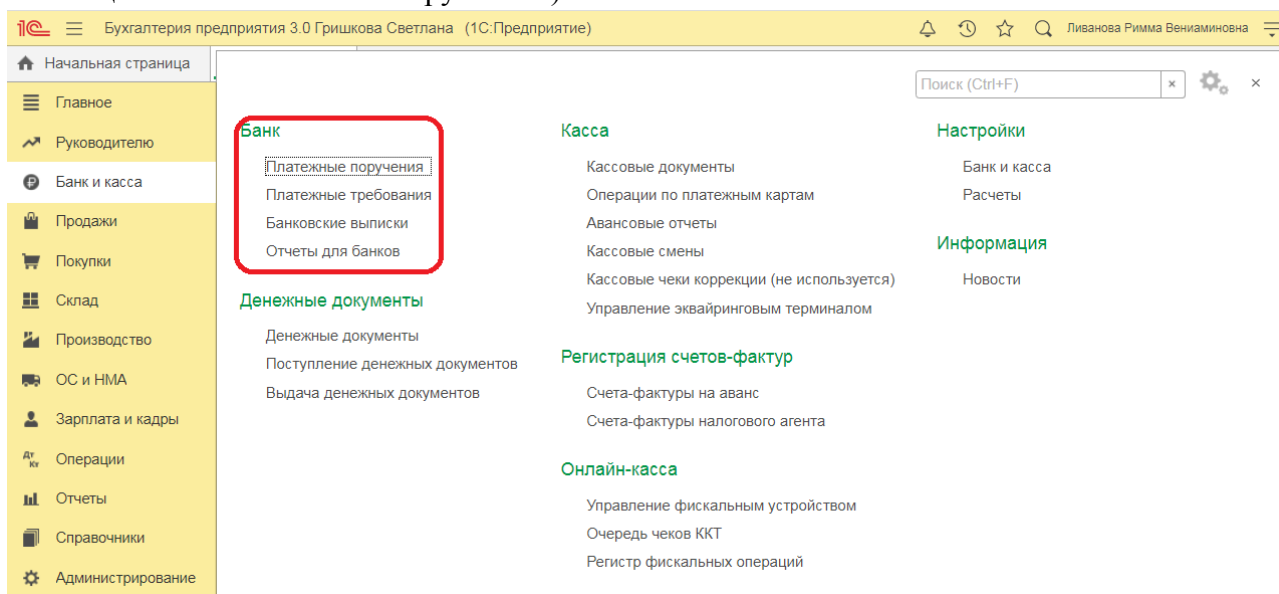 Бухгалтерия предприятия 3.0 Гришкова Светлана (1С:Предприятие)
Ливанова Римма Вениаминовна
Начальная страница
Поиск (Ctrl+F)
Главное
Руководителю
Банк и касса
Продажи
Покупки
Склад
Производство
ОС и НМА
Зарплата и кадры
Операции
Отчеты
Справочники
Администрирование
Банк
Платежные поручения
Платежные требования
Банковские выписки
Отчеты для банков
Денежные документы
Денежные документы
Поступление денежных документов
Выдача денежных документов
Касса
Кассовые документы
Операции по платежным картам
Авансовые отчеты
Кассовые смены
Кассовые чеки коррекции (не используется)
Управление эквайринговым терминалом
Регистрация счетов-фактур
Счета-фактуры на аванс
Счета-фактуры налогового агента
Онлайн-касса
Управление фискальным устройством
Очередь чеков ККТ
Регистр фискальных операций
Настройки
Банк и касса
Расчеты
Информация
Новости